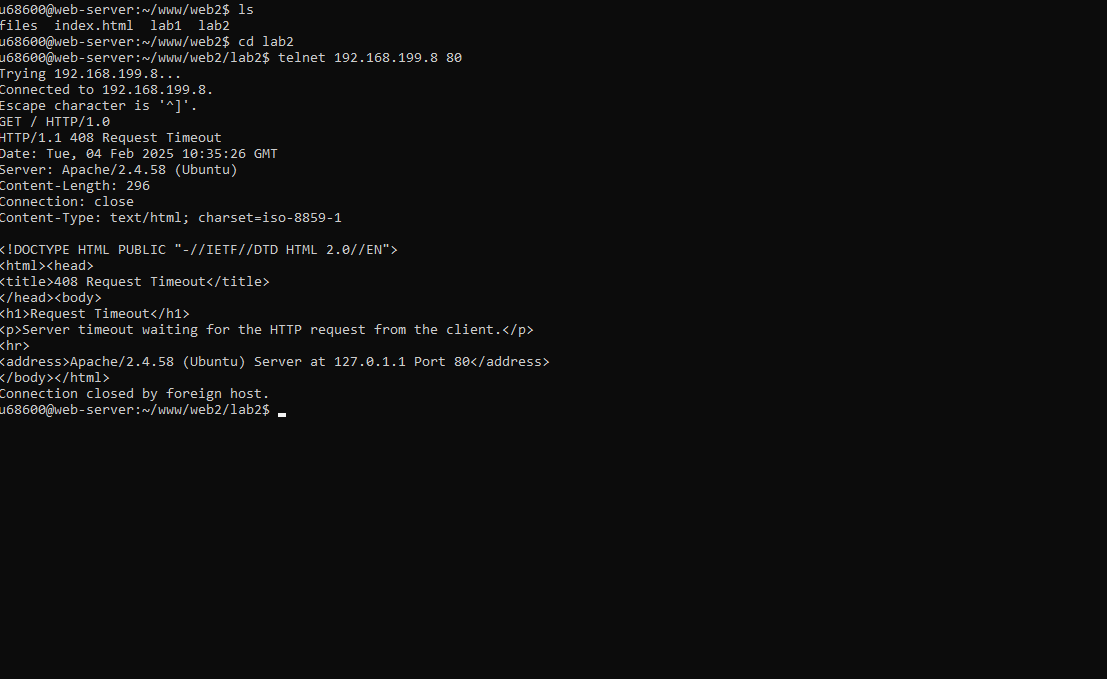 u68600@web-server:~/www/web2$ ls
files  index.html  lab1  lab2
u68600@web-server:~/www/web2$ cd lab2
u68600@web-server:~/www/web2/lab2$ telnet 192.168.199.8 80
Trying 192.168.199.8...
Connected to 192.168.199.8.
Escape character is '^]'.
GET / HTTP/1.0
HTTP/1.1 408 Request Timeout
Date: Tue, 04 Feb 2025 10:35:26 GMT
Server: Apache/2.4.58 (Ubuntu)
Content-Length: 296
Connection: close
Content-Type: text/html; charset=iso-8859-1

<!DOCTYPE HTML PUBLIC "-//IETF//DTD HTML 2.0//EN">
<html><head>
<title>408 Request Timeout</title>
</head><body>
<h1>Request Timeout</h1>
<p>Server timeout waiting for the HTTP request from the client.</p>
<hr>
<address>Apache/2.4.58 (Ubuntu) Server at 127.0.1.1 Port 80</address>
</body></html>
Connection closed by foreign host.
u68600@web-server:~/www/web2/lab2$